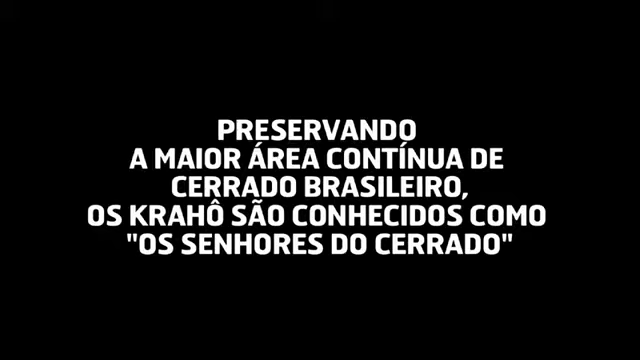 PRESERVANDO
A MAIOR ÁREA CONTÍNUA DE
CERRADO BRASILEIRO,
OS KRAHÔ SÃO CONHECIDOS COMO
"OS SENHORES DO CERRADO"